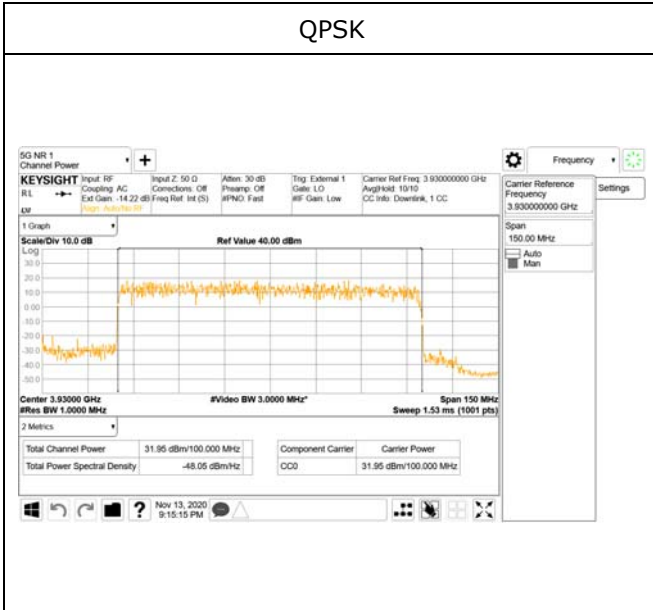 QPSK
5G NR 1
Channel Power
+
Frequency
KEYSIGHT
Input: RF
Input Z: 50 Ω
Atten: 30 dB
Trig: External 1
Carrier Ref Freq: 3.930000000 GHz
RL
Coupling: AC
Corrections: Off
Preamp: Off
Gate: LO
Avg|Hold: 10/10
Ext Gain: -14.22 dB
Freq Ref: Int (S)
#PNO: Fast
#IF Gain: Low
CC Info: Downlink, 1 CC
Align: Auto/No RF
Carrier Reference
Frequency
3.930000000 GHz
Settings
Span
150.00 MHz
Auto
Man
1 Graph
Scale/Div 10.0 dB
Ref Value 40.00 dBm
Log
30.0
20.0
10.0
0.00
-10.0
-20.0
-30.0
-40.0
-50.0
Center 3.93000 GHz
#Video BW 3.0000 MHz*
Span 150 MHz
#Res BW 1.0000 MHz
Sweep 1.53 ms (1001 pts)
2 Metrics
Total Channel Power 31.95 dBm/100.000 MHz
Total Power Spectral Density -48.05 dBm/Hz
Component Carrier Carrier Power
CC0 31.95 dBm/100.000 MHz
?
Nov 13, 2020
9:15:15 PM